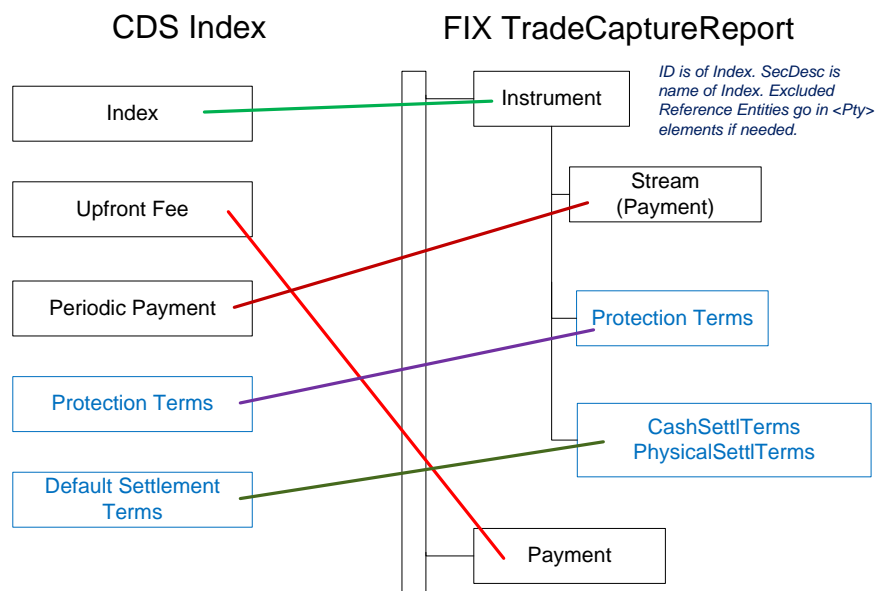 CDS Index
FIX TradeCaptureReport
Index
Upfront Fee
Periodic Payment
Protection Terms
Default Settlement
Terms
Instrument
ID is of Index. SecDesc is
name of Index. Excluded
Reference Entities go in <Pty>
elements if needed.
Stream
(Payment)
Protection Terms
CashSettlTerms
PhysicalSettlTerms
Payment